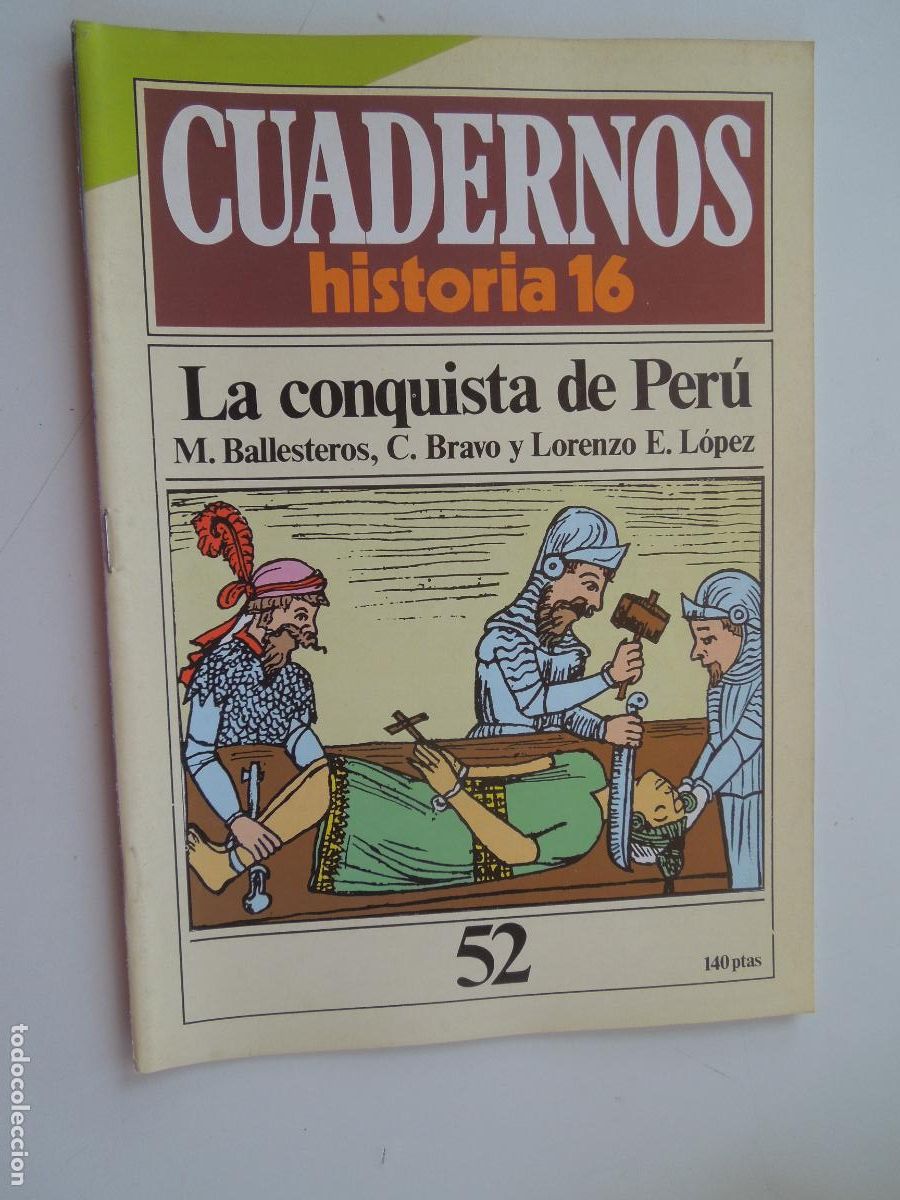 CUADERNOS
historia 16
La conquista de Perú
M. Ballesteros, C. Bravo y Lorenzo E. López
52
140 ptas
todocoleccion